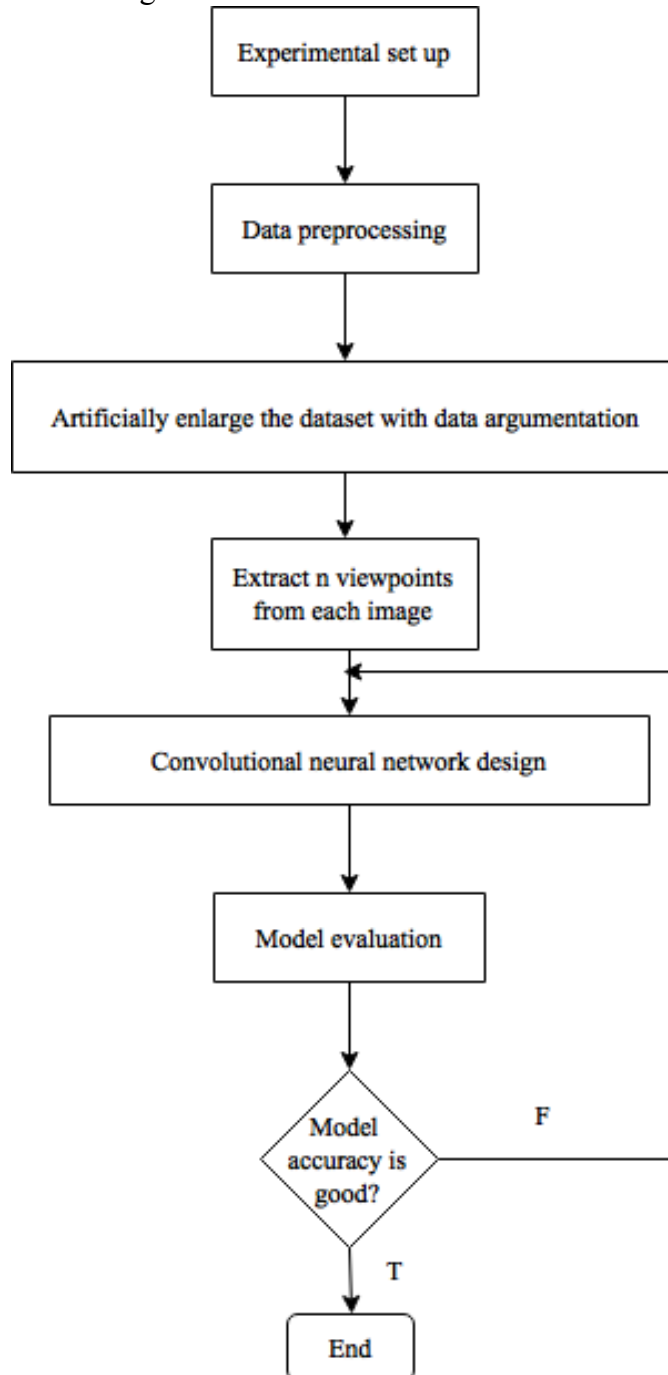 Experimental set up
Data preprocessing
Artificially enlarge the dataset with data argumentation
Extract n viewpoints
from each image
Convolutional neural network design
Model evaluation
Model
accuracy is
good?
F
T
End